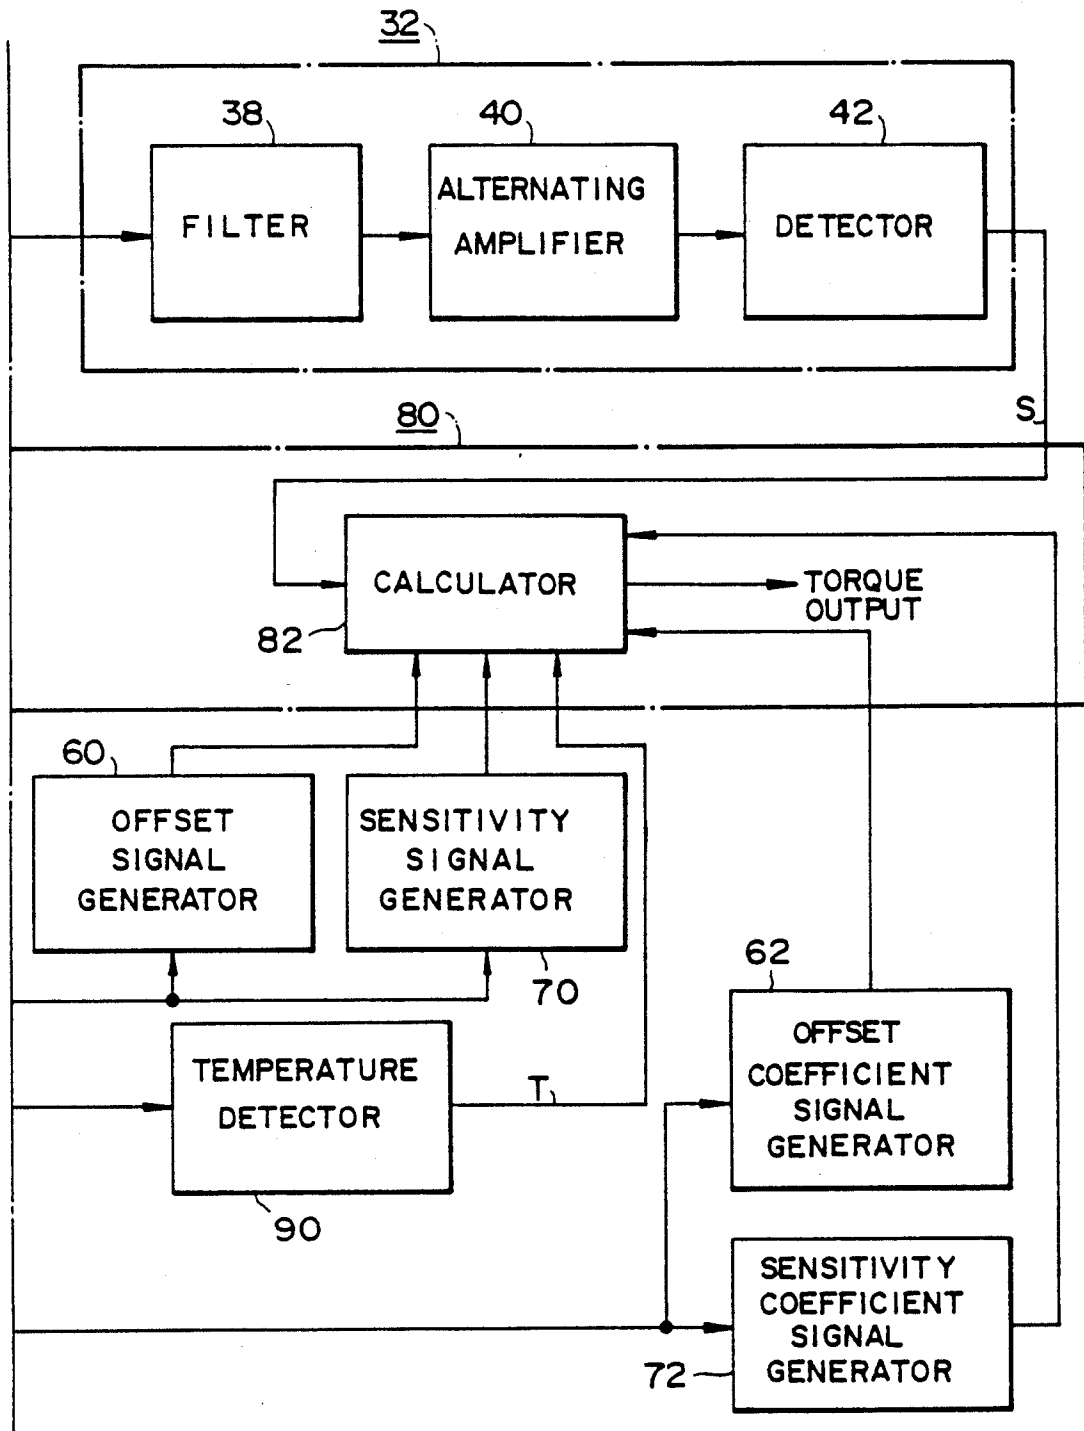 32
38
40
42
FILTER
ALTERNATING
AMPLIFIER
DETECTOR
S
80
CALCULATOR
82
TORQUE
OUTPUT
60
OFFSET
SIGNAL
GENERATOR
SENSITIVITY
SIGNAL
GENERATOR
70
62
TEMPERATURE
DETECTOR
T
90
OFFSET
COEFFICIENT
SIGNAL
GENERATOR
SENSITIVITY
COEFFICIENT
SIGNAL
GENERATOR
72